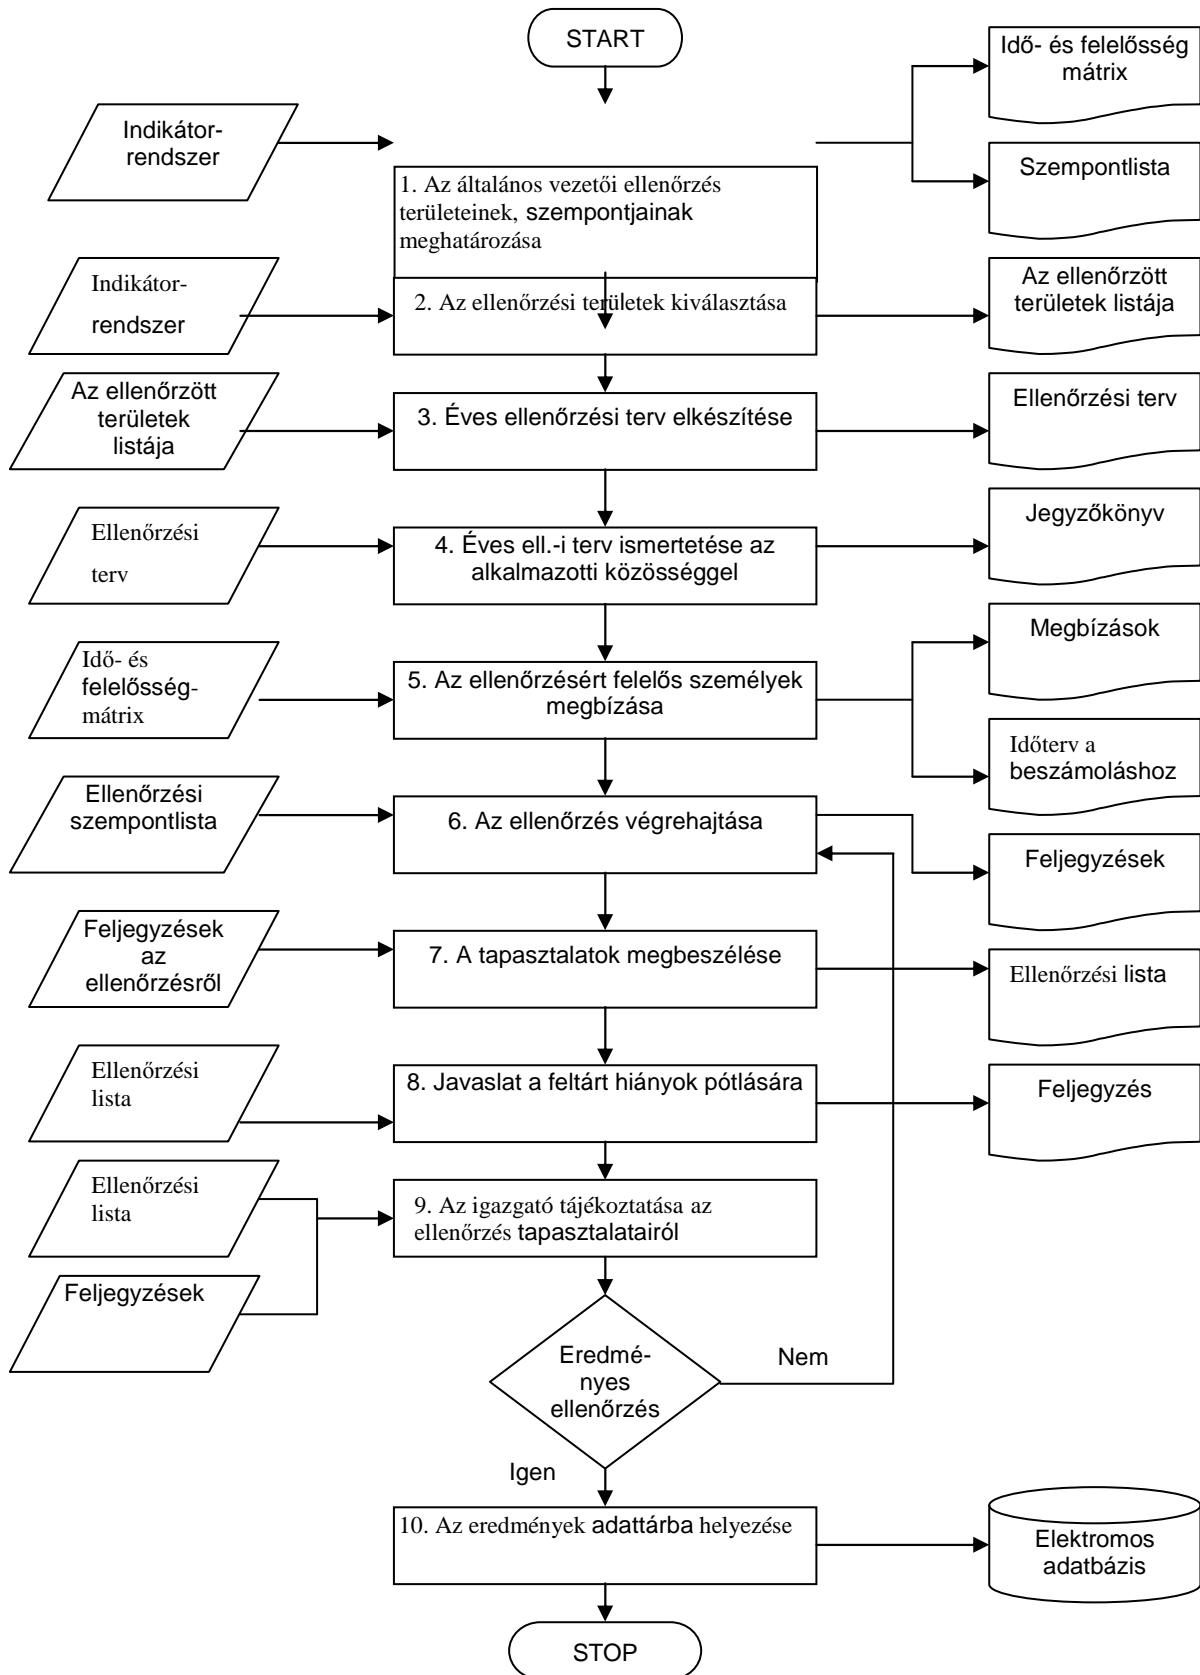 START
Idő- és felelősség
mátrix
Indikátor-
rendszer
Szempontlista
1. Az általános vezetői ellenőrzés
területeinek, szempontjainak
meghatározása
Indikátor-
rendszer
2. Az ellenőrzési területek kiválasztása
Az ellenőrzött
területek listája
Az ellenőrzött
területek
listája
3. Éves ellenőrzési terv elkészítése
Ellenőrzési terv
Ellenőrzési
terv
4. Éves ell.-i terv ismertetése az
alkalmazotti közösséggel
Jegyzőkönyv
Idő- és
felelősség-
mátrix
5. Az ellenőrzésért felelős személyek
megbízása
Megbízások
Időterv a
beszámoláshoz
Ellenőrzési
szempontlista
6. Az ellenőrzés végrehajtása
Feljegyzések
Feljegyzések
az
ellenőrzésről
7. A tapasztalatok megbeszélése
Ellenőrzési lista
Ellenőrzési
lista
8. Javaslat a feltárt hiányok pótlására
Feljegyzés
Ellenőrzési
lista
9. Az igazgató tájékoztatása az
ellenőrzés tapasztalatairól
Feljegyzések
Eredmé-
nyes
ellenőrzés
Nem
Igen
10. Az eredmények adattárba helyezése
Elektromos
adatbázis
STOP